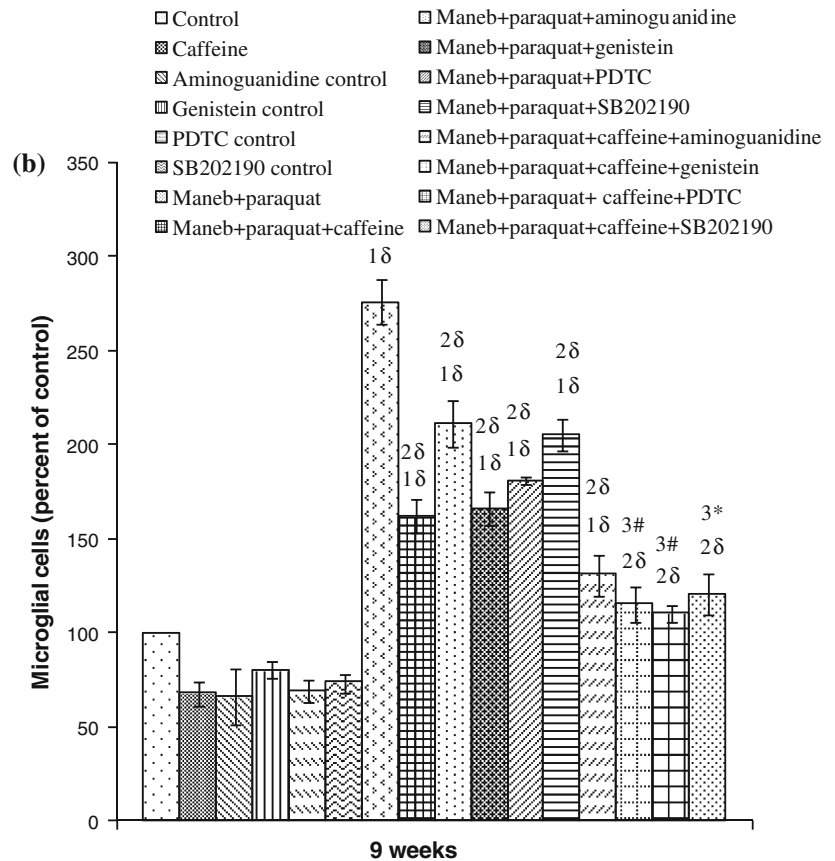 Control
Caffeine
Aminoguanidine control
Genistein control
PDTC control
SB202190 control
Maneb+paraquat
Maneb+paraquat+caffeine
Maneb+paraquat+aminoguanidine
Maneb+paraquat+genistein
Maneb+paraquat+PDTC
Maneb+paraquat+SB202190
Maneb+paraquat+caffeine+aminoguanidine
Maneb+paraquat+caffeine+genistein
Maneb+paraquat+ caffeine+PDTC
Maneb+paraquat+caffeine+SB202190
(b)
Microglial cells (percent of control)
350
300
250
200
150
100
50
0
1δ
2δ
1δ
2δ
1δ
2δ
1δ
2δ
1δ
2δ
1δ
2δ
1δ
3#
2δ
3#
2δ
3*
2δ
9 weeks